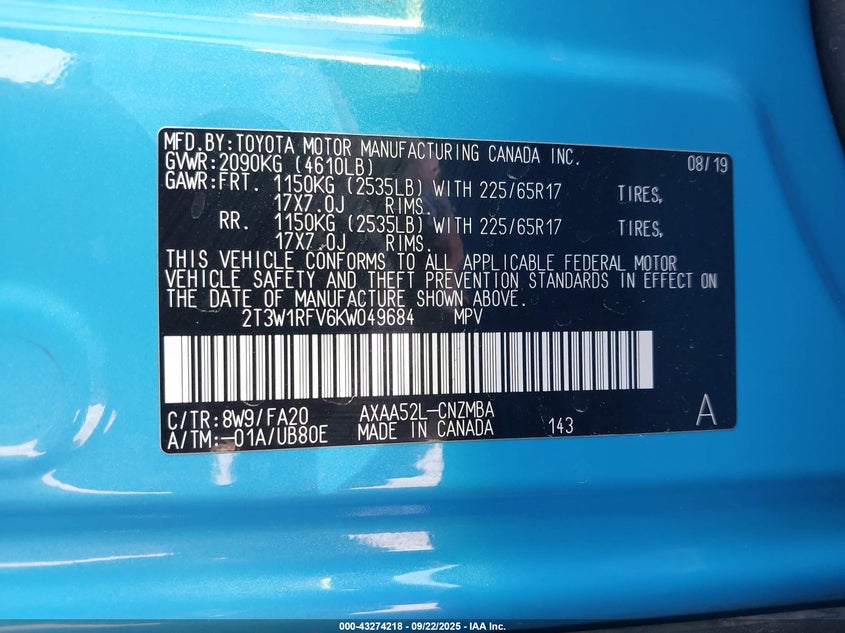 MFD.BY:TOYOTA MOTOR MANUFACTURING CANADA INC. 08/19
GVWR:2090KG (4610LB)
GAWR:FRT. 1150KG (2535LB) WITH 225/65R17 TIRES,
17X7.0J RIMS.
RR. 1150KG (2535LB) WITH 225/65R17 TIRES,
17X7.0J RIMS.
THIS VEHICLE CONFORMS TO ALL APPLICABLE FEDERAL MOTOR
VEHICLE SAFETY AND THEFT PREVENTION STANDARDS IN EFFECT ON
THE DATE OF MANUFACTURE SHOWN ABOVE.
2T3W1RFV6KW049684 MPV
C/TR:8W9/FA20 AXAA52L-CNZMBA A
A/TM:-01A/UB80E MADE IN CANADA 143
000-43274218 - 09/22/2025 - IAA Inc.